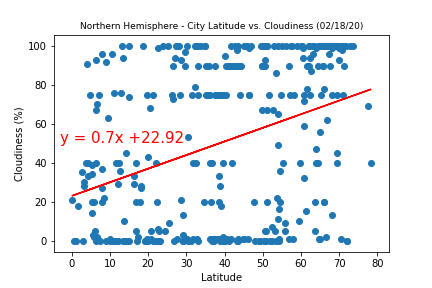 Northern Hemisphere - City Latitude vs. Cloudiness (02/18/20)
100
80
60
40
20
0
Cloudiness (%)
y = 0.7x +22.92
0 10 20 30 40 50 60 70 80
Latitude